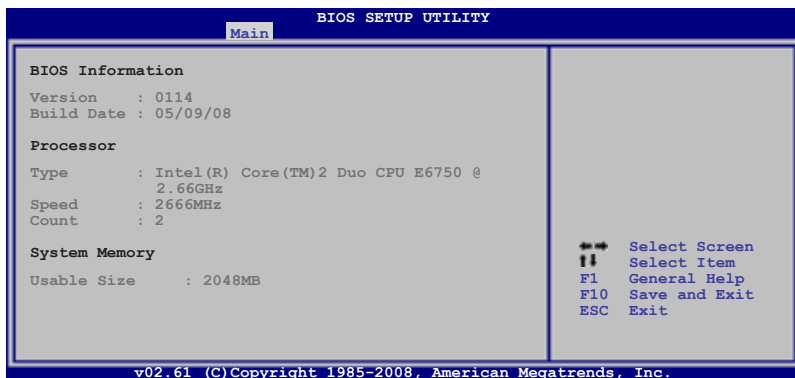 BIOS SETUP UTILITY
Main
BIOS Information
Version : 0114
Build Date : 05/09/08
Processor
Type : Intel(R) Core(TM)2 Duo CPU E6750 @
2.66GHz
Speed : 2666MHz
Count : 2
System Memory
Usable Size : 2048MB
←→ Select Screen
↑↓ Select Item
F1 General Help
F10 Save and Exit
ESC Exit
v02.61 (C)Copyright 1985-2008, American Megatrends, Inc.